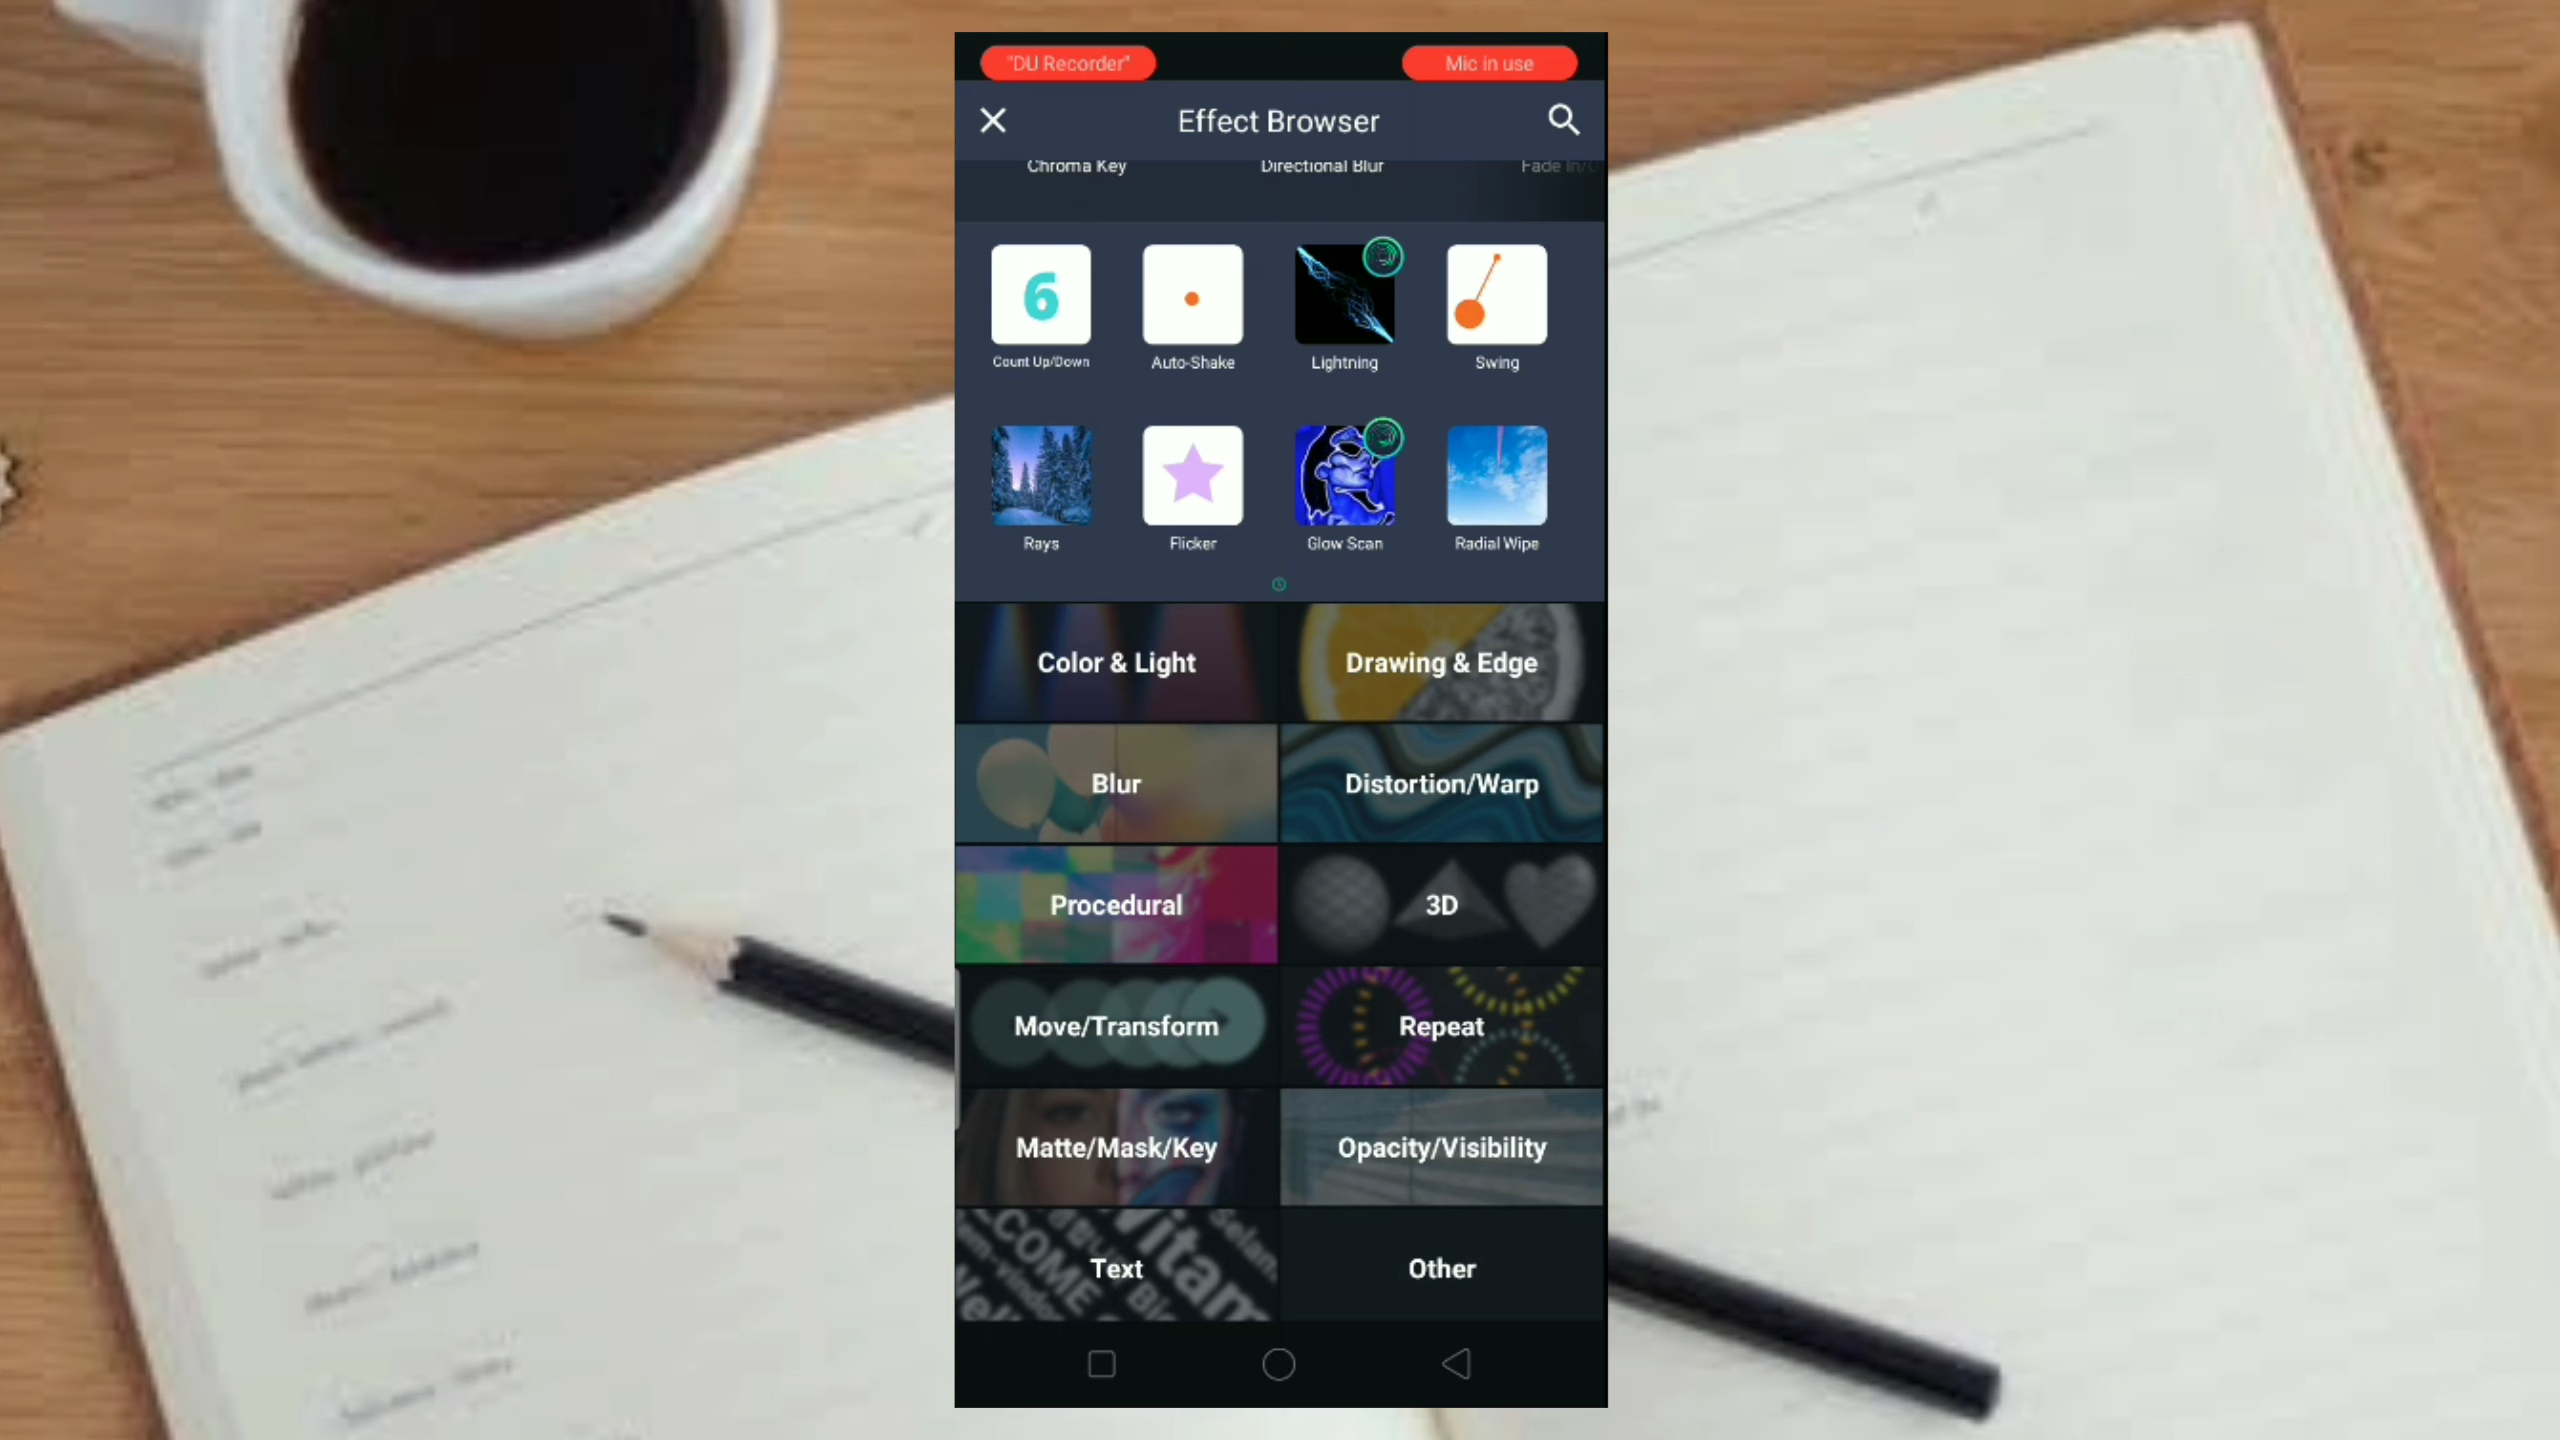 "DU Recorder" Mic in use
Effect Browser
Chroma Key Directional Blur Fade In/
6
Count Up/Down Auto-Shake Lightning Swing
Rays Flicker Glow Scan Radial Wipe
Color & Light Drawing & Edge
Blur Distortion/Warp
Procedural 3D
Move/Transform Repeat
Matte/Mask/Key Opacity/Visibility
Text Other